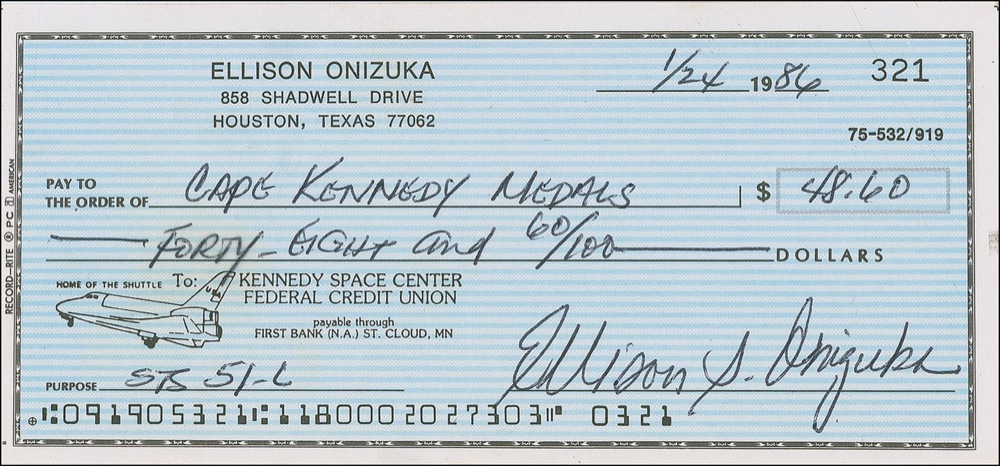 ELLISON ONIZUKA
858 SHADWELL DRIVE
HOUSTON, TEXAS 77062
1/24 1986
321
75-532/919
PAY TO THE ORDER OF CAPE KENNEDY MEDALS $ 48.60
FORTY-EIGHT and 60/100 DOLLARS
HOME OF THE SHUTTLE
To: KENNEDY SPACE CENTER
FEDERAL CREDIT UNION
payable through
FIRST BANK (N.A.) ST. CLOUD, MN
USA
PURPOSE STS 51-L
Ellison S. Onizuka
⑆091905321⑆118000202730 3⑈ 0321
RECORD-RITE ® PC AMERICAN